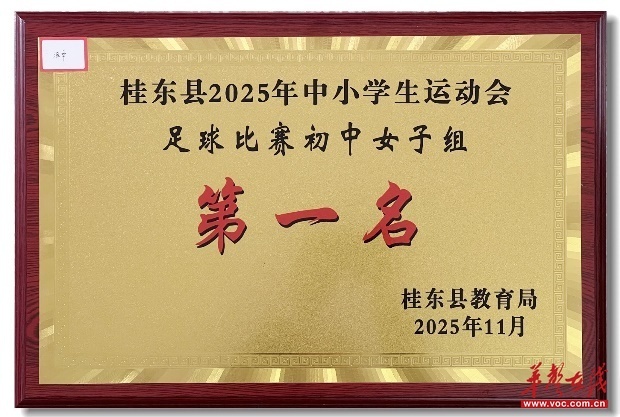 桂东县2025年中小学生运动会
足球比赛初中女子组
第一名
桂东县教育局
2025年11月
华声在线
www.voc.com.cn